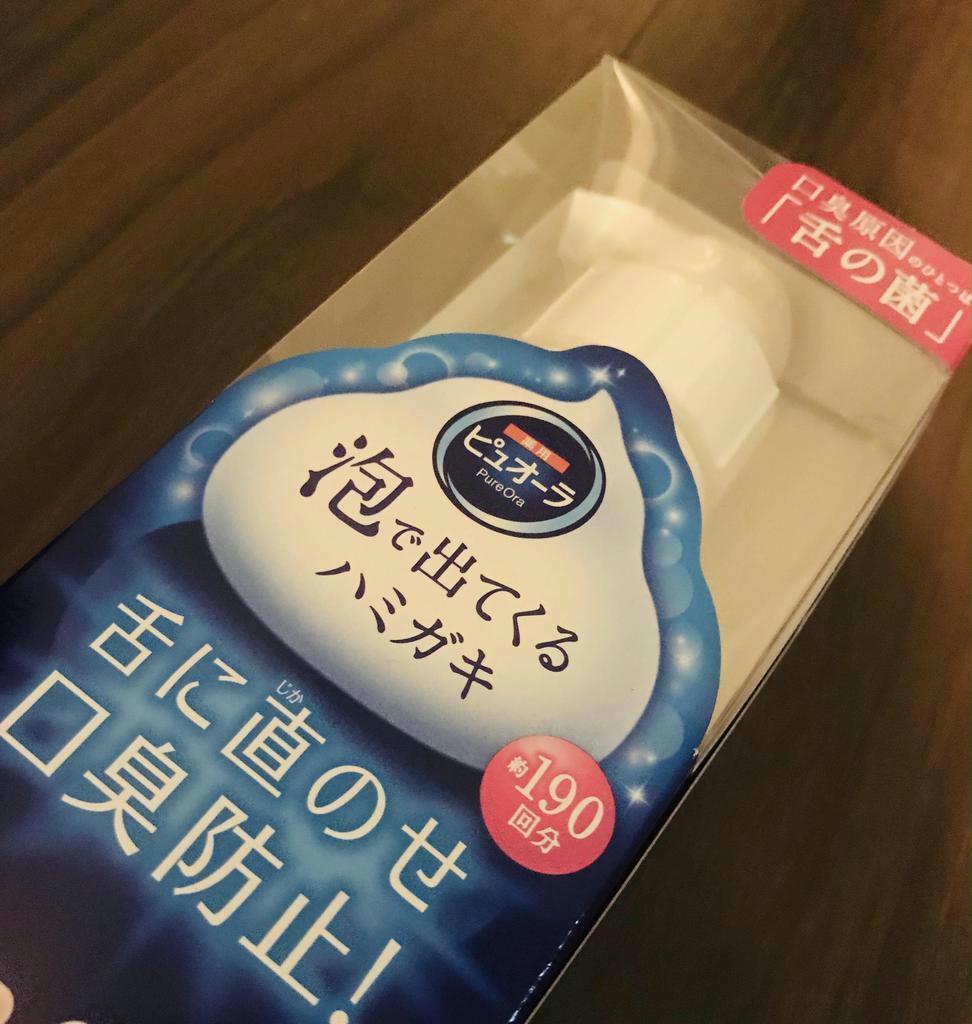 口臭原因のひとつは
「舌の菌」
薬用
ピュオーラ
PureOra
泡で出てくる
ハミガキ
約190
回分
舌に直のせ
じか
口臭防止!